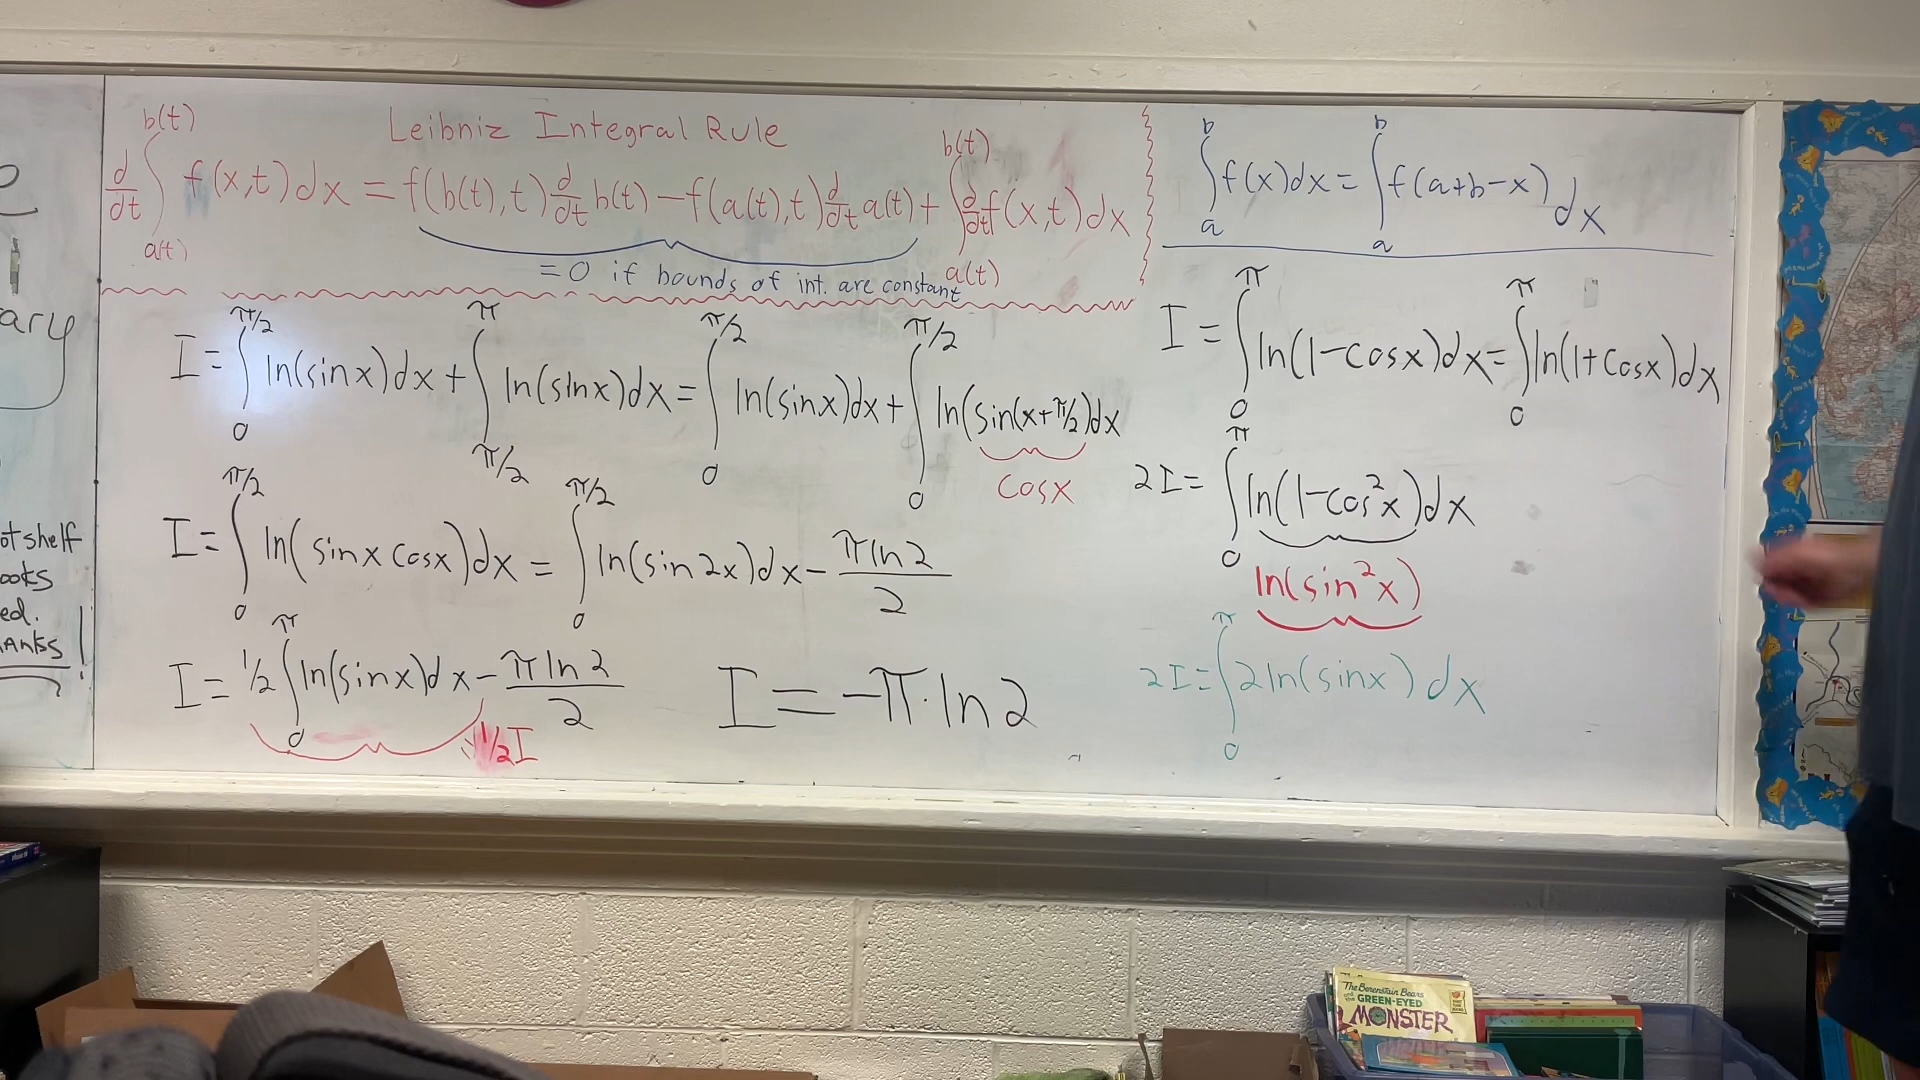 Leibniz Integral Rule
d/dt ∫_{a(t)}^{b(t)} f(x,t)dx = f(b(t),t) d/dt b(t) − f(a(t),t) d/dt a(t) + ∫_{a(t)}^{b(t)} d/dt f(x,t)dx
=0 if bounds of int. are constant
I = ∫_0^{π/2} ln(sinx)dx + ∫_{π/2}^{π} ln(sinx)dx = ∫_0^{π/2} ln(sinx)dx + ∫_0^{π/2} ln(sin(x+π/2)dx
cosx
I = ∫_0^{π/2} ln(sinx cosx)dx = ∫_0^{π/2} ln(sin2x)dx − πln2/2
I = 1/2 ∫_0^{π} ln(sinx)dx − πln2/2
1/2 I
I = −π·ln2
∫_a^b f(x)dx = ∫_a^b f(a+b−x)dx
I = ∫_0^π ln(1−cosx)dx = ∫_0^π ln(1+cosx)dx
2I = ∫_0^π ln(1−cos²x)dx
ln(sin²x)
2I = ∫_0^π 2ln(sinx)dx
ary
ot shelf
ooks
ed.
hanks!
The Berenstain Bears
and the GREEN-EYED
MONSTER